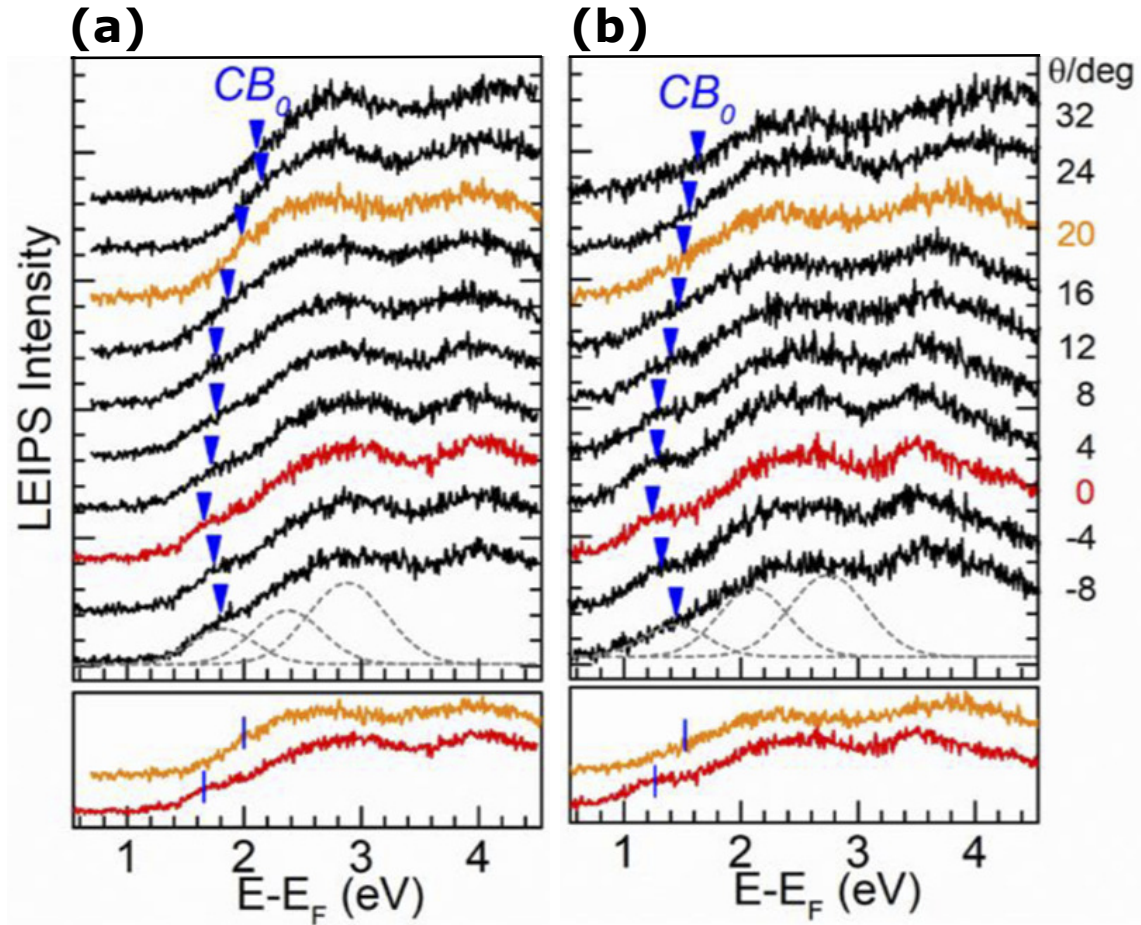 (a)
(b)
CB0
CB0
θ/deg
32
24
20
16
12
8
4
0
-4
-8
LEIPS Intensity
1 2 3 4
1 2 3 4
E-EF (eV)
E-EF (eV)